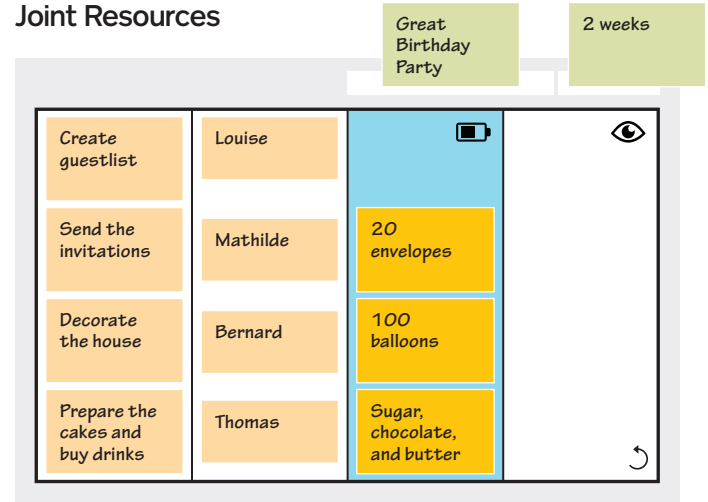 Joint Resources
Great
Birthday
Party
2 weeks
Create
guestlist
Louise
Send the
invitations
Mathilde
20
envelopes
Decorate
the house
Bernard
100
balloons
Prepare the
cakes and
buy drinks
Thomas
Sugar,
chocolate,
and butter